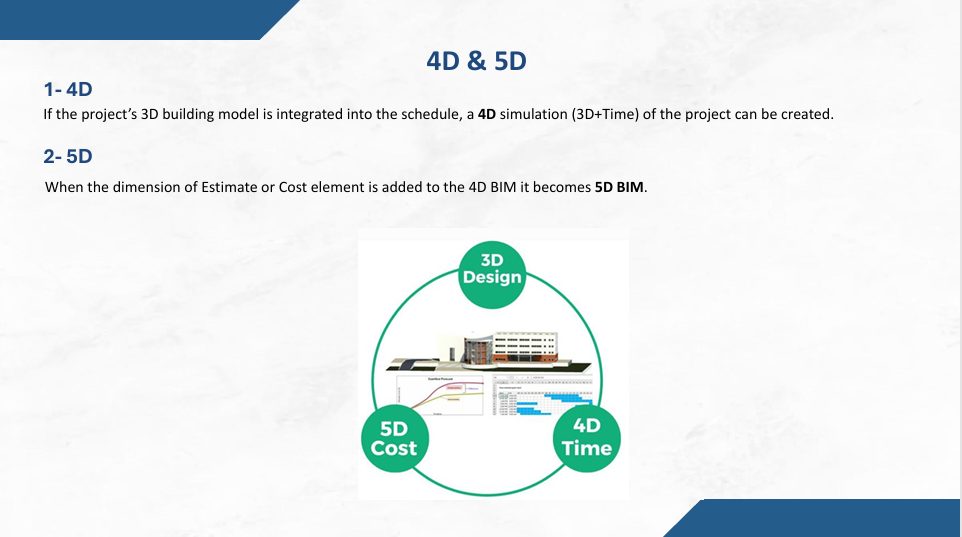 4D & 5D
1- 4D
If the project’s 3D building model is integrated into the schedule, a 4D simulation (3D+Time) of the project can be created.
2- 5D
When the dimension of Estimate or Cost element is added to the 4D BIM it becomes 5D BIM.
3D
Design
5D
Cost
4D
Time